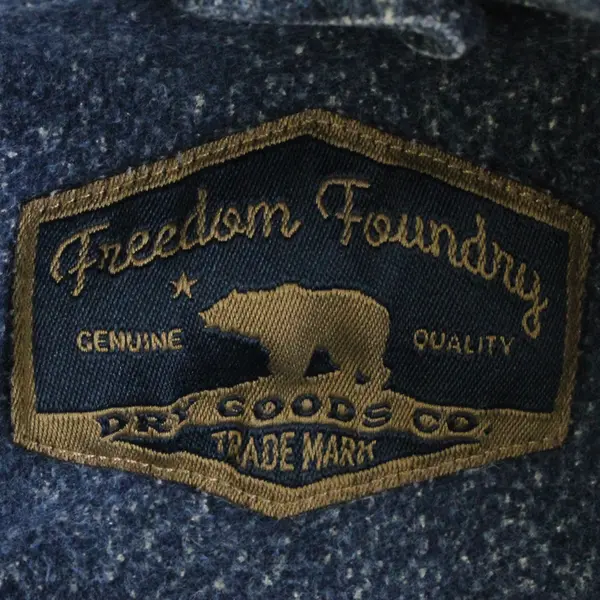 Freedom Foundry
GENUINE QUALITY
DRY GOODS CO.
TRADE MARK